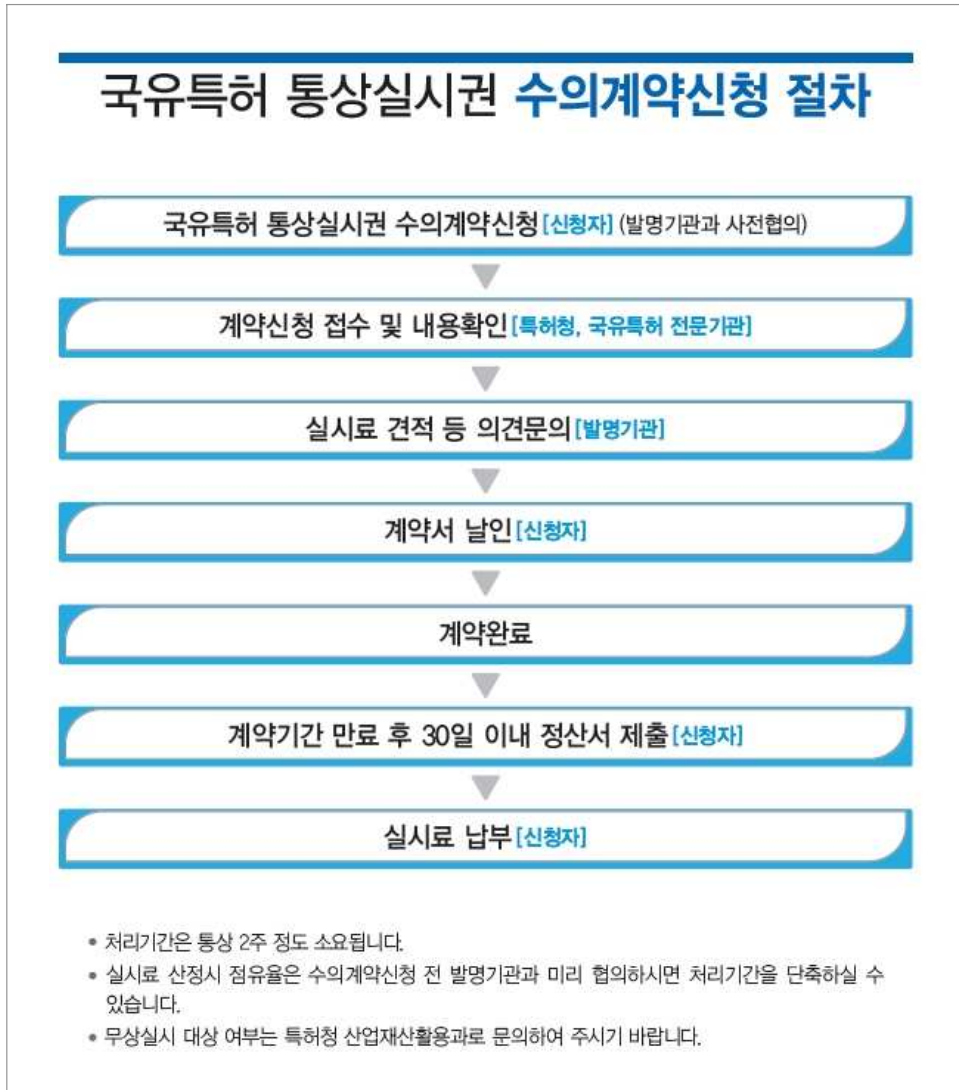 국유특허 통상실시권 수의계약신청 절차
국유특허 통상실시권 수의계약신청[신청자] (발명기관과 사전협의)
계약신청 접수 및 내용확인[특허청, 국유특허 전문기관]
실시료 견적 등 의견문의[발명기관]
계약서 날인[신청자]
계약완료
계약기간 만료 후 30일 이내 정산서 제출[신청자]
실시료 납부[신청자]
• 처리기간은 통상 2주 정도 소요됩니다.
• 실시료 산정시 점유율은 수의계약신청 전 발명기관과 미리 협의하시면 처리기간을 단축하실 수
있습니다.
• 무상실시 대상 여부는 특허청 산업재산활용과로 문의하여 주시기 바랍니다.